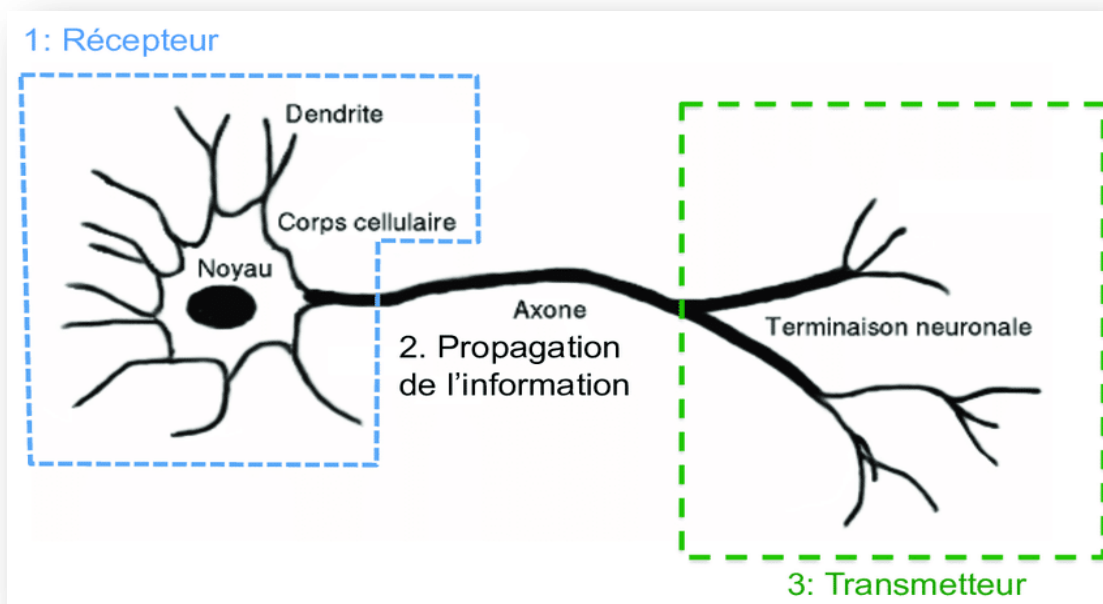 1: Récepteur
Dendrite
Corps cellulaire
Noyau
Axone
2. Propagation
de l'information
Terminaison neuronale
3: Transmetteur